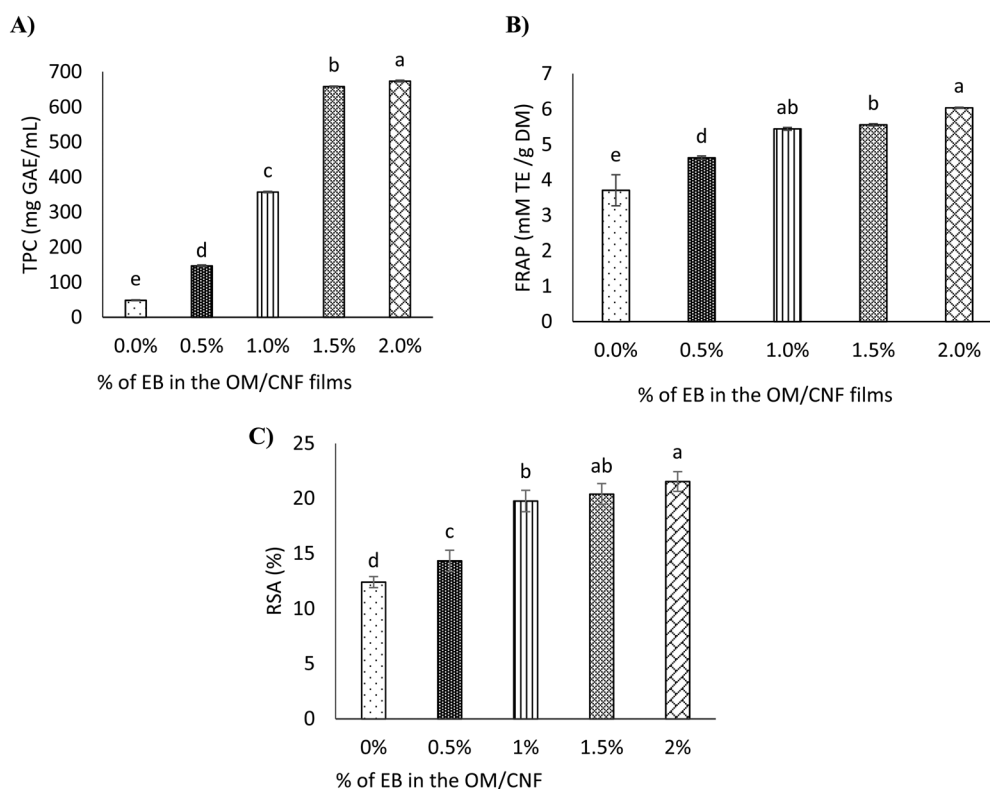 A)
TPC (mg GAE/mL)
700
600
500
400
300
200
100
0
e
d
c
b
a
0.0% 0.5% 1.0% 1.5% 2.0%
% of EB in the OM/CNF films
B)
FRAP (mM TE /g DM)
7
6
5
4
3
2
1
0
e
d
ab
b
a
0.0% 0.5% 1.0% 1.5% 2.0%
% of EB in the OM/CNF films
C)
RSA (%)
25
20
15
10
5
0
d
c
b
ab
a
0% 0.5% 1% 1.5% 2%
% of EB in the OM/CNF